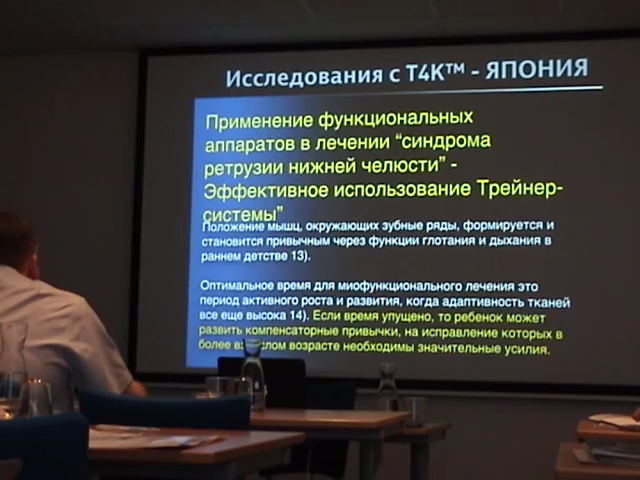 Исследования с T4K™ - ЯПОНИЯ
Применение функциональных
аппаратов в лечении “синдрома
ретрузии нижней челюсти” -
Эффективное использование Трейнер-
системы”
Положение мышц, окружающих зубные ряды, формируется и
становится привычным через функции глотания и дыхания в
раннем детстве 13).
Оптимальное время для миофункционального лечения это
период активного роста и развития, когда адаптивность тканей
все еще высока 14). Если время упущено, то ребенок может
развить компенсаторные привычки, на исправление которых в
более взрослом возрасте необходимы значительные усилия.